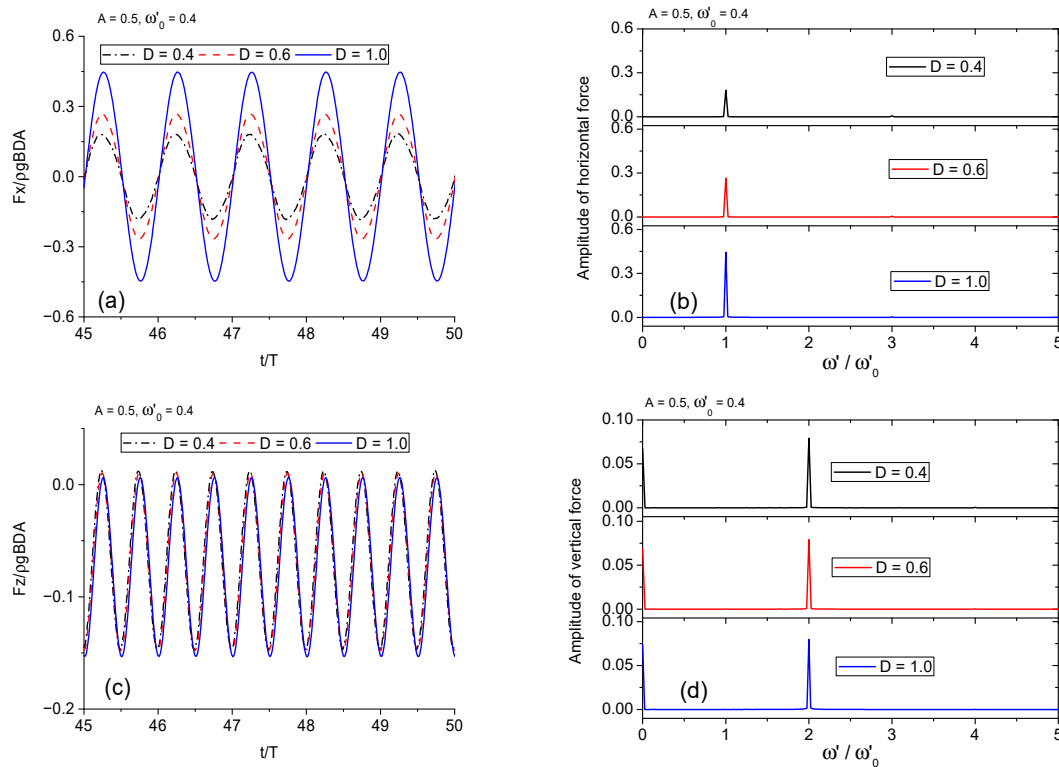 A = 0.5, ω'₀ = 0.4
D = 0.4 D = 0.6 D = 1.0
Fx/ρgBDA
0.6
0.3
0.0
−0.3
−0.6
(a)
45 46 47 48 49 50
t/T
A = 0.5, ω'₀ = 0.4
Amplitude of horizontal force
0.6
0.3
0.0
D = 0.4
0.6
0.3
0.0
D = 0.6
0.6
0.3
0.0
D = 1.0
(b)
0 1 2 3 4 5
ω' / ω'₀
A = 0.5, ω'₀ = 0.4
D = 0.4 D = 0.6 D = 1.0
Fz/ρgBDA
0.0
−0.1
−0.2
(c)
45 46 47 48 49 50
t/T
A = 0.5, ω'₀ = 0.4
Amplitude of vertical force
0.10
0.05
0.00
D = 0.4
0.10
0.05
0.00
D = 0.6
0.10
0.05
0.00
D = 1.0
(d)
0 1 2 3 4 5
ω' / ω'₀